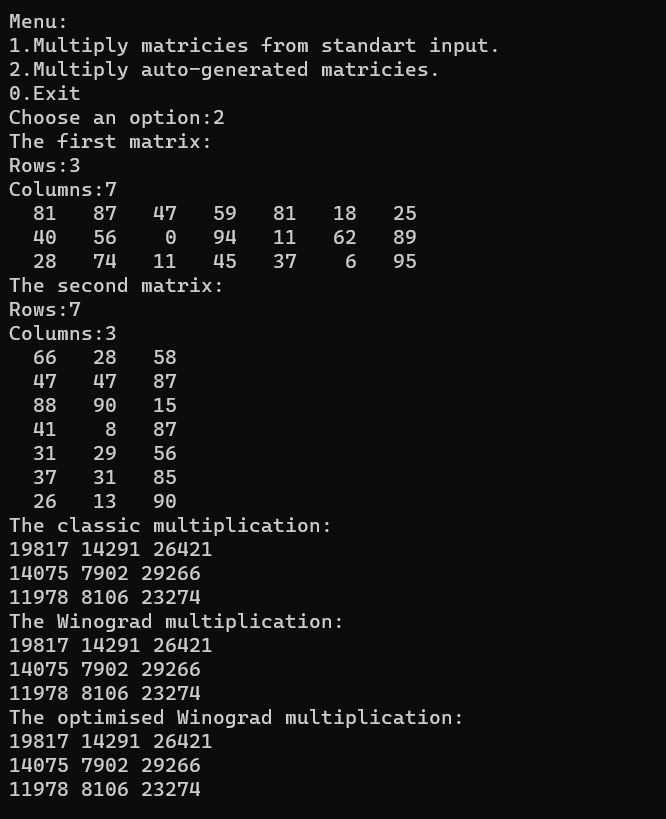 Menu:
1.Multiply matricies from standart input.
2.Multiply auto-generated matricies.
0.Exit
Choose an option:2
The first matrix:
Rows:3
Columns:7
  81   87   47   59   81   18   25
  40   56    0   94   11   62   89
  28   74   11   45   37    6   95
The second matrix:
Rows:7
Columns:3
  66   28   58
  47   47   87
  88   90   15
  41    8   87
  31   29   56
  37   31   85
  26   13   90
The classic multiplication:
19817 14291 26421
14075 7902 29266
11978 8106 23274
The Winograd multiplication:
19817 14291 26421
14075 7902 29266
11978 8106 23274
The optimised Winograd multiplication:
19817 14291 26421
14075 7902 29266
11978 8106 23274